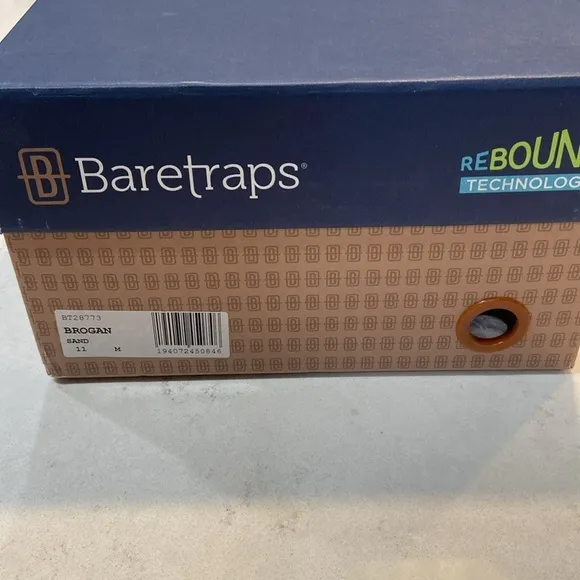 B Baretraps®
REBOUN
TECHNOLOG
BT28773
BROGAN
SAND
11 M
194072450846